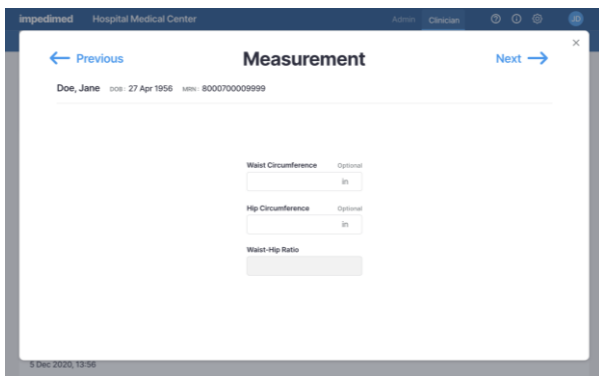 impedimed Hospital Medical Center Admin Clinician JD
Previous Measurement Next
Doe, Jane DOB: 27 Apr 1956 MRN: 8000700009999
Waist Circumference Optional
in
Hip Circumference Optional
in
Waist-Hip Ratio
5 Dec 2020, 13:56